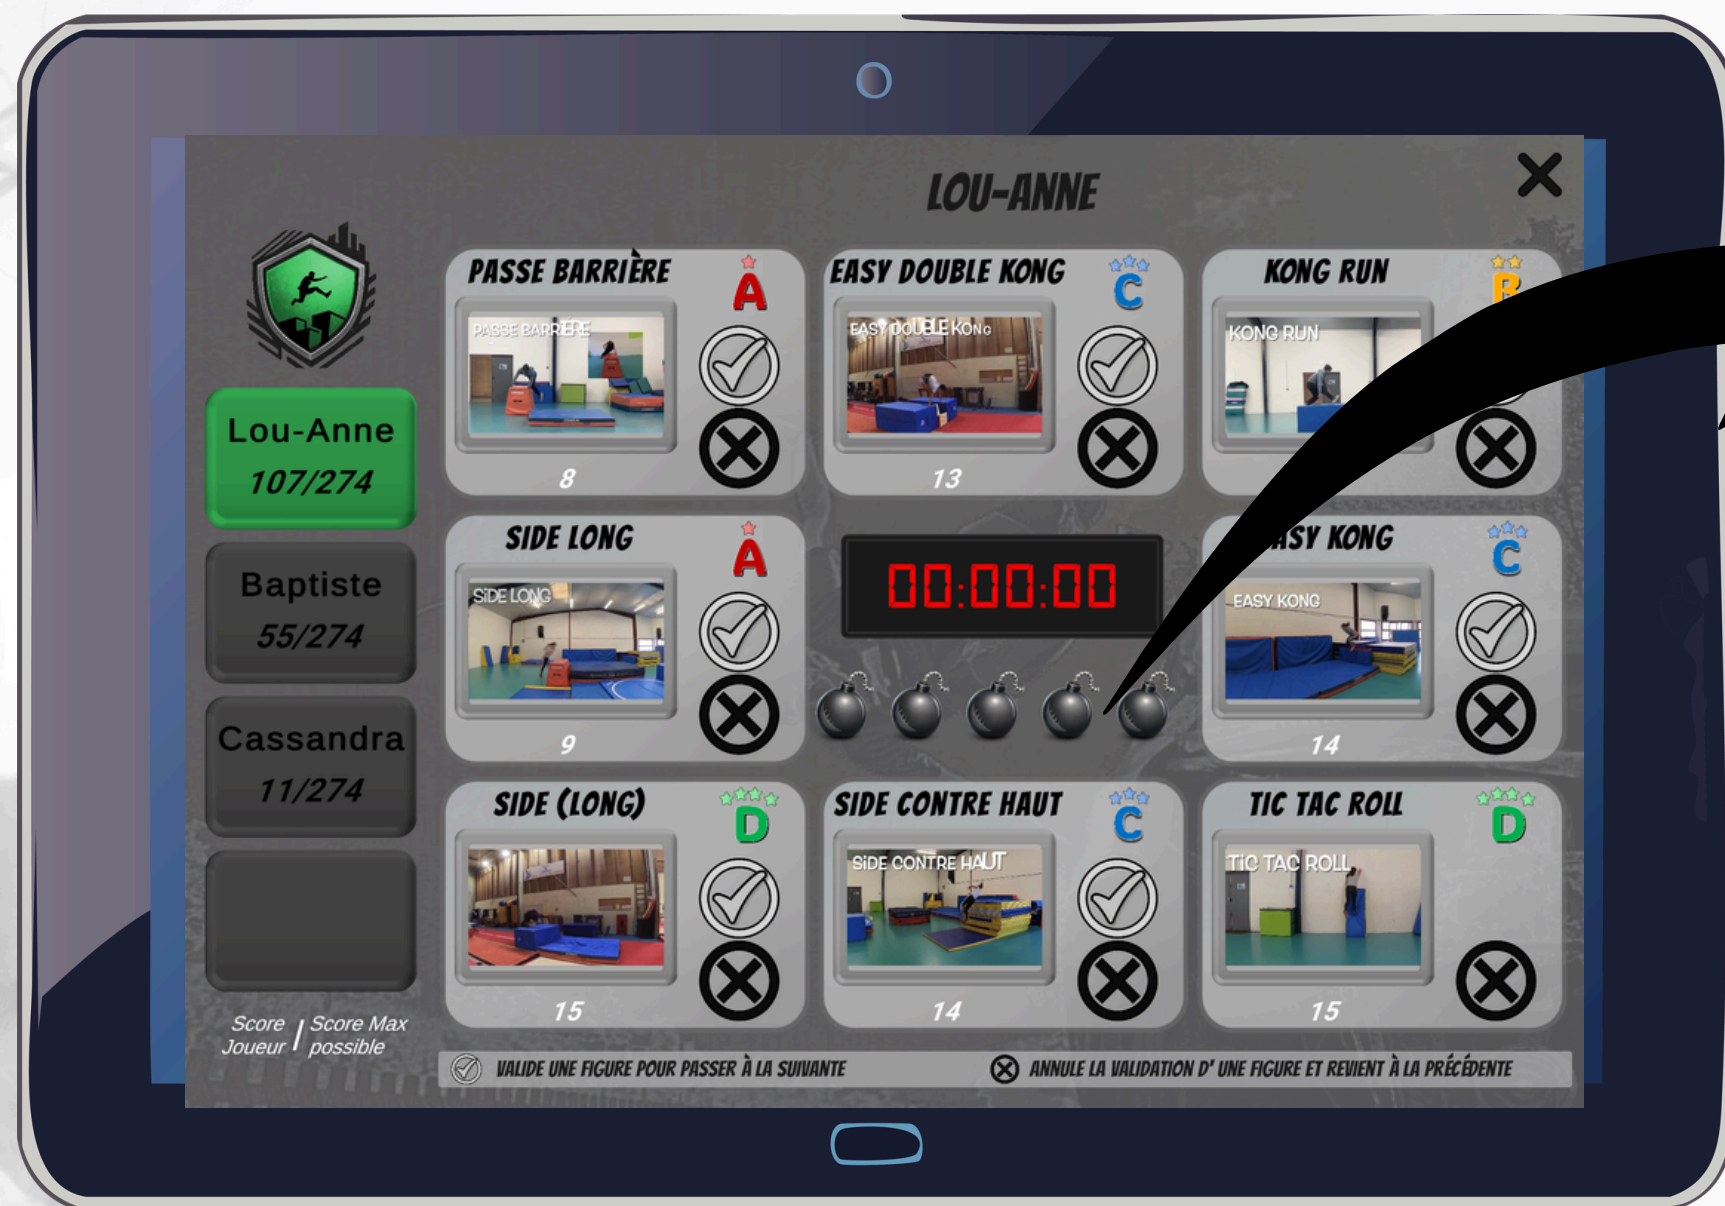 LOU-ANNE
Lou-Anne
107/274
Baptiste
55/274
Cassandra
11/274
Score Joueur / Score Max possible
PASSE BARRIÈRE
A
PASSE BARRIÈRE
8
EASY DOUBLE KONG
C
EASY DOUBLE KONG
13
KONG RUN
B
KONG RUN
SIDE LONG
A
SIDE LONG
9
00:00:00
EASY KONG
C
EASY KONG
14
SIDE (LONG)
D
15
SIDE CONTRE HAUT
C
SIDE CONTRE HAUT
14
TIC TAC ROLL
D
TIC TAC ROLL
15
VALIDE UNE FIGURE POUR PASSER À LA SUIVANTE
ANNULE LA VALIDATION D' UNE FIGURE ET REVIENT À LA PRÉCÉDENTE